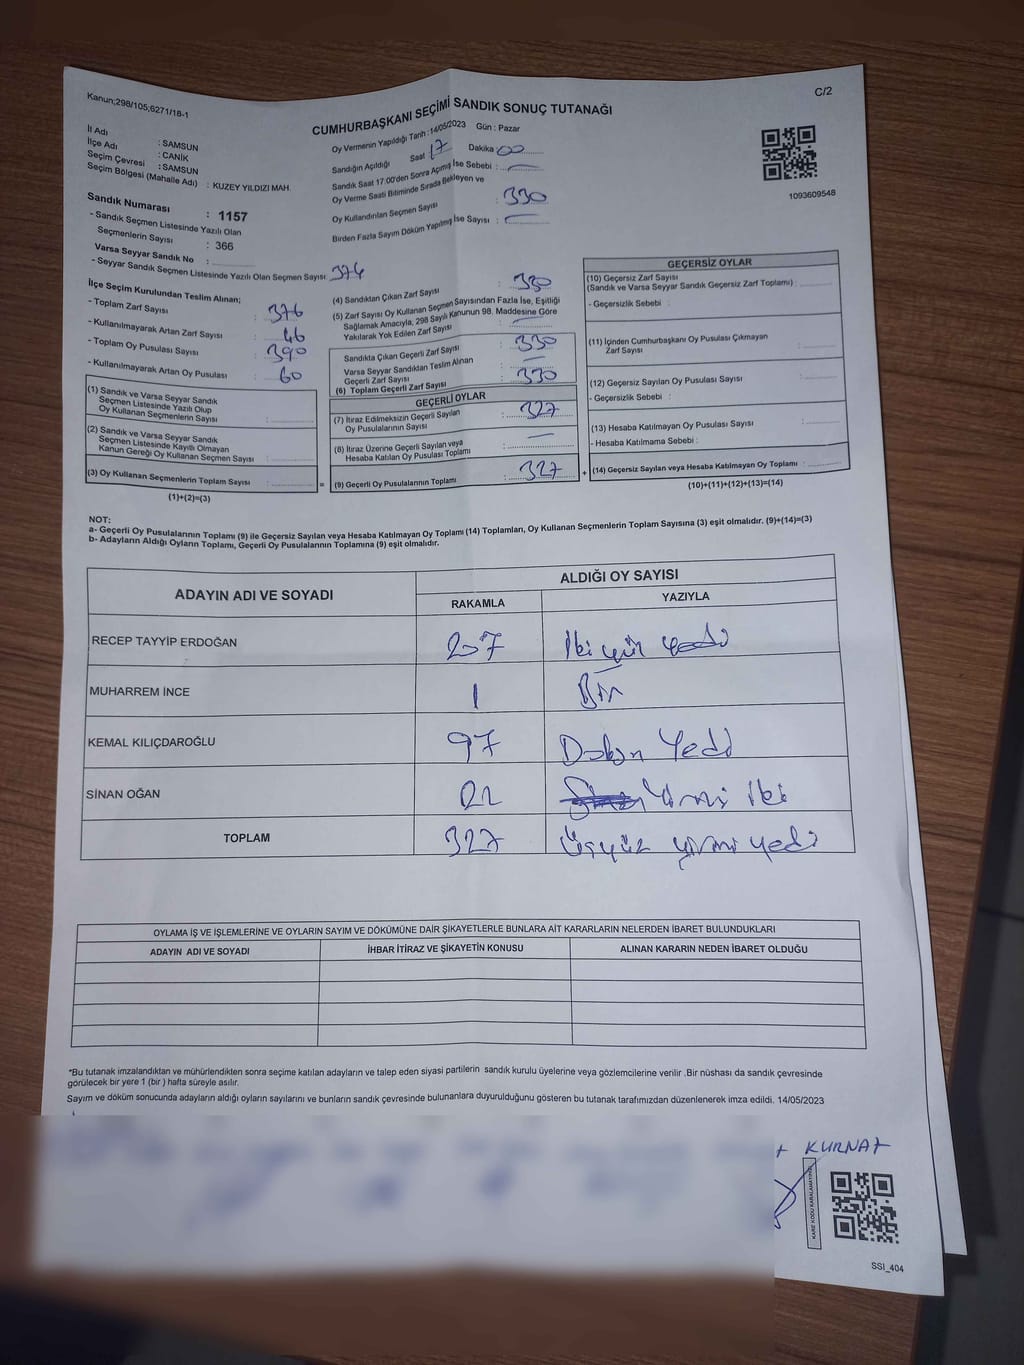 Kanun;298/105,6271/18-1
C/2
CUMHURBAŞKANI SEÇİMİ SANDIK SONUÇ TUTANAĞI
İl Adı : SAMSUN
İlçe Adı : CANİK
Seçim Çevresi : SAMSUN
Seçim Bölgesi (Mahalle Adı) : KUZEY YILDIZI MAH.
Sandık Numarası : 1157
- Sandık Seçmen Listesinde Yazılı Olan
Seçmenlerin Sayısı : 366
Varsa Seyyar Sandık No :
- Seyyar Sandık Seçmen Listesinde Yazılı Olan Seçmen Sayısı
Oy Vermenin Yapıldığı Tarih :14/05/2023 Gün : Pazar
Sandığın Açıldığı Saat 17 Dakika 00
Sandık Saat 17:00'den Sonra Açımış İse Sebebi :
Oy Verme Saati Bitiminde Sırada Bekleyen ve
Oy Kullandırılan Seçmen Sayısı : 330
Birden Fazla Sayım Döküm Yapılmış İse Sayısı :
1093609548
İlçe Seçim Kurulundan Teslim Alınan;
- Toplam Zarf Sayısı : 376
- Kullanılmayarak Artan Zarf Sayısı : 46
- Toplam Oy Pusulası Sayısı : 390
- Kullanılmayarak Artan Oy Pusulası : 60
(1) Sandık ve Varsa Seyyar Sandık
Seçmen Listesinde Yazılı Olup
Oy Kullanan Seçmenlerin Sayısı :
(2) Sandık ve Varsa Seyyar Sandık
Seçmen Listesinde Kayıtlı Olmayan
Kanun Gereği Oy Kullanan Seçmen Sayısı :
(3) Oy Kullanan Seçmenlerin Toplam Sayısı :
(1)+(2)=(3)
(4) Sandıktan Çıkan Zarf Sayısı : 330
(5) Zarf Sayısı Oy Kullanan Seçmen Sayısından Fazla İse, Eşitliği
Sağlamak Amacıyla, 298 Sayılı Kanunun 98. Maddesine Göre
Yakılarak Yok Edilen Zarf Sayısı :
Sandıkta Çıkan Geçerli Zarf Sayısı : 330
Varsa Seyyar Sandıktan Teslim Alınan
Geçerli Zarf Sayısı :
(6) Toplam Geçerli Zarf Sayısı : 330
GEÇERLİ OYLAR
(7) İtiraz Edilmeksizin Geçerli Sayılan
Oy Pusulalarının Sayısı : 327
(8) İtiraz Üzerine Geçerli Sayılan veya
Hesaba Katılan Oy Pusulası Toplamı :
= (9) Geçerli Oy Pusulalarının Toplamı : 327
GEÇERSİZ OYLAR
(10) Geçersiz Zarf Sayısı
(Sandık ve Varsa Seyyar Sandık Geçersiz Zarf Toplamı) :
- Geçersizlik Sebebi :
(11) İçinden Cumhurbaşkanı Oy Pusulası Çıkmayan
Zarf Sayısı :
(12) Geçersiz Sayılan Oy Pusulası Sayısı :
- Geçersizlik Sebebi :
(13) Hesaba Katılmayan Oy Pusulası Sayısı :
- Hesaba Katılmama Sebebi :
+ (14) Geçersiz Sayılan veya Hesaba Katılmayan Oy Toplamı :
(10)+(11)+(12)+(13)=(14)
NOT:
a- Geçerli Oy Pusulalarının Toplamı (9) ile Geçersiz Sayılan veya Hesaba Katılmayan Oy Toplamı (14) Toplamları, Oy Kullanan Seçmenlerin Toplam Sayısına (3) eşit olmalıdır. (9)+(14)=(3)
b- Adayların Aldığı Oyların Toplamı, Geçerli Oy Pusulalarının Toplamına (9) eşit olmalıdır.
ADAYIN ADI VE SOYADI
ALDIĞI OY SAYISI
RAKAMLA YAZIYLA
RECEP TAYYİP ERDOĞAN 207 İki yüz yedi
MUHARREM İNCE 1 Bir
KEMAL KILIÇDAROĞLU 97 Doksan Yedi
SİNAN OĞAN 22 Yirmi iki
TOPLAM 327 Üçyüz yirmi yedi
OYLAMA İŞ VE İŞLEMLERİNE VE OYLARIN SAYIM VE DÖKÜMÜNE DAİR ŞİKAYETLERLE BUNLARA AİT KARARLARIN NELERDEN İBARET BULUNDUKLARI
ADAYIN ADI VE SOYADI İHBAR İTİRAZ VE ŞİKAYETİN KONUSU ALINAN KARARIN NEDEN İBARET OLDUĞU
*Bu tutanak imzalandıktan ve mühürlendikten sonra seçime katılan adayların ve talep eden siyasi partilerin sandık kurulu üyelerine veya gözlemcilerine verilir .Bir nüshası da sandık çevresinde
görülecek bir yere 1 (bir ) hafta süreyle asılır.
Sayım ve döküm sonucunda adayların aldığı oyların sayılarını ve bunların sandık çevresinde bulunanlara duyurulduğunu gösteren bu tutanak tarafımızdan düzenlenerek imza edildi. 14/05/2023
KURNAT
KARE KODU KARALAMAYINIZ
SSİ_404